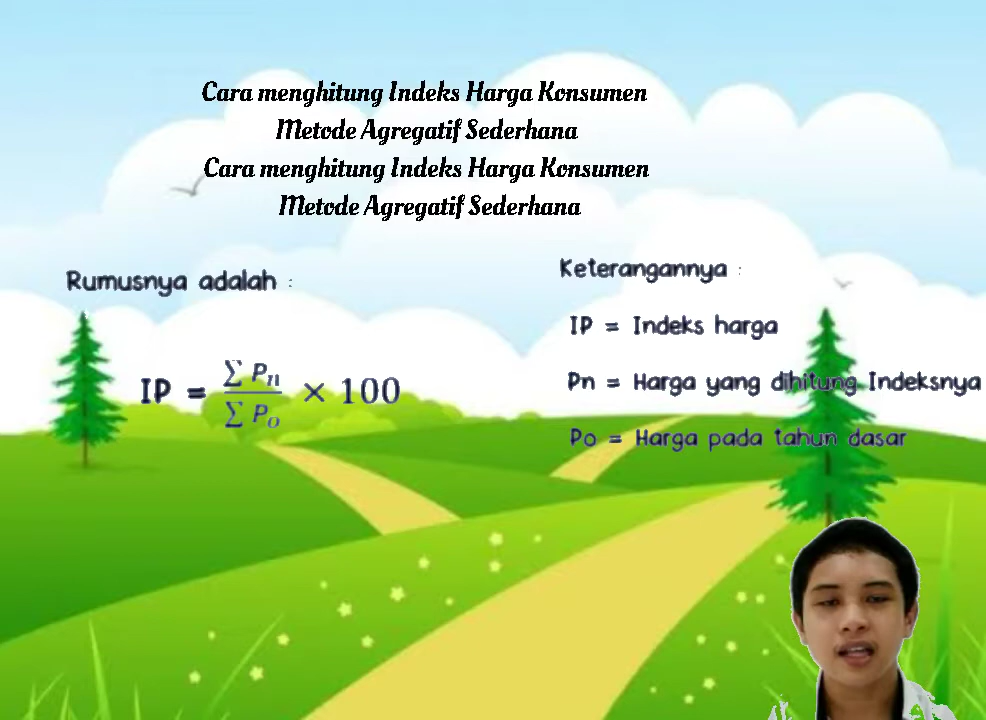 Cara menghitung Indeks Harga Konsumen
Metode Agregatif Sederhana
Cara menghitung Indeks Harga Konsumen
Metode Agregatif Sederhana
Rumusnya adalah :
IP = ∑ Pn / ∑ Po × 100
Keterangannya :
IP = Indeks harga
Pn = Harga yang dihitung Indeksnya
Po = Harga pada tahun dasar